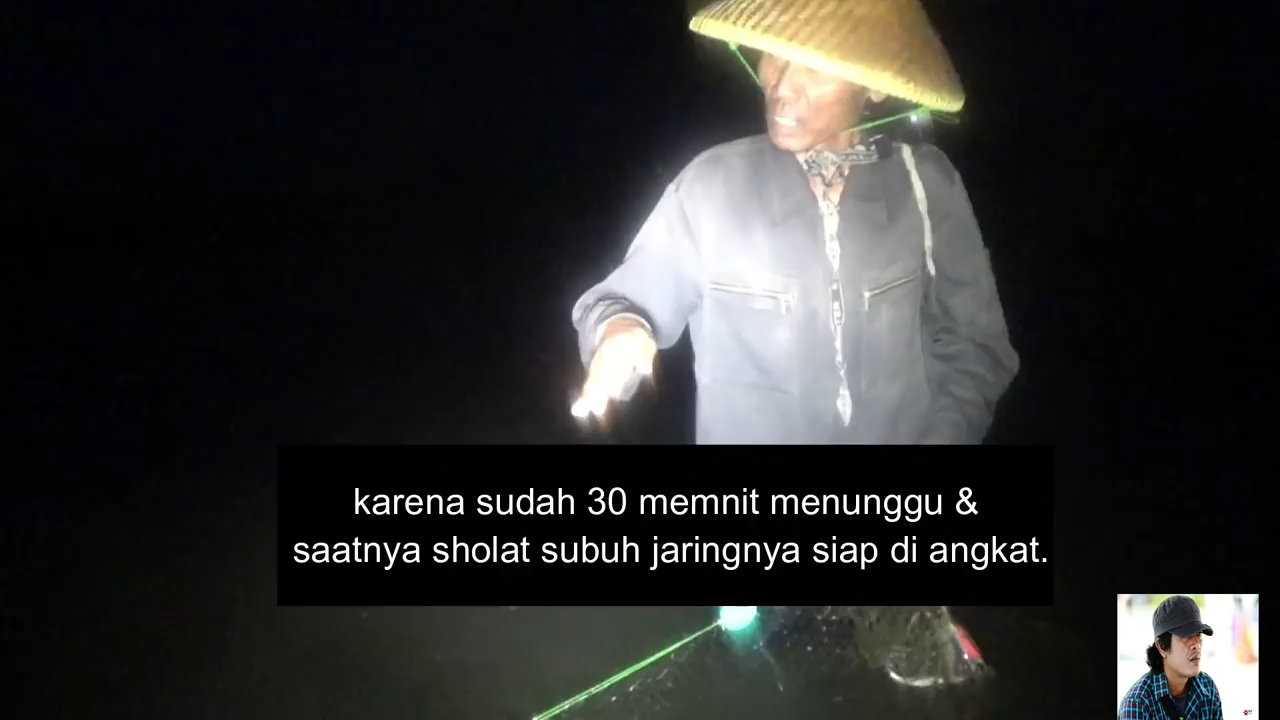 karena sudah 30 memnit menunggu &
saatnya sholat subuh jaringnya siap di angkat.